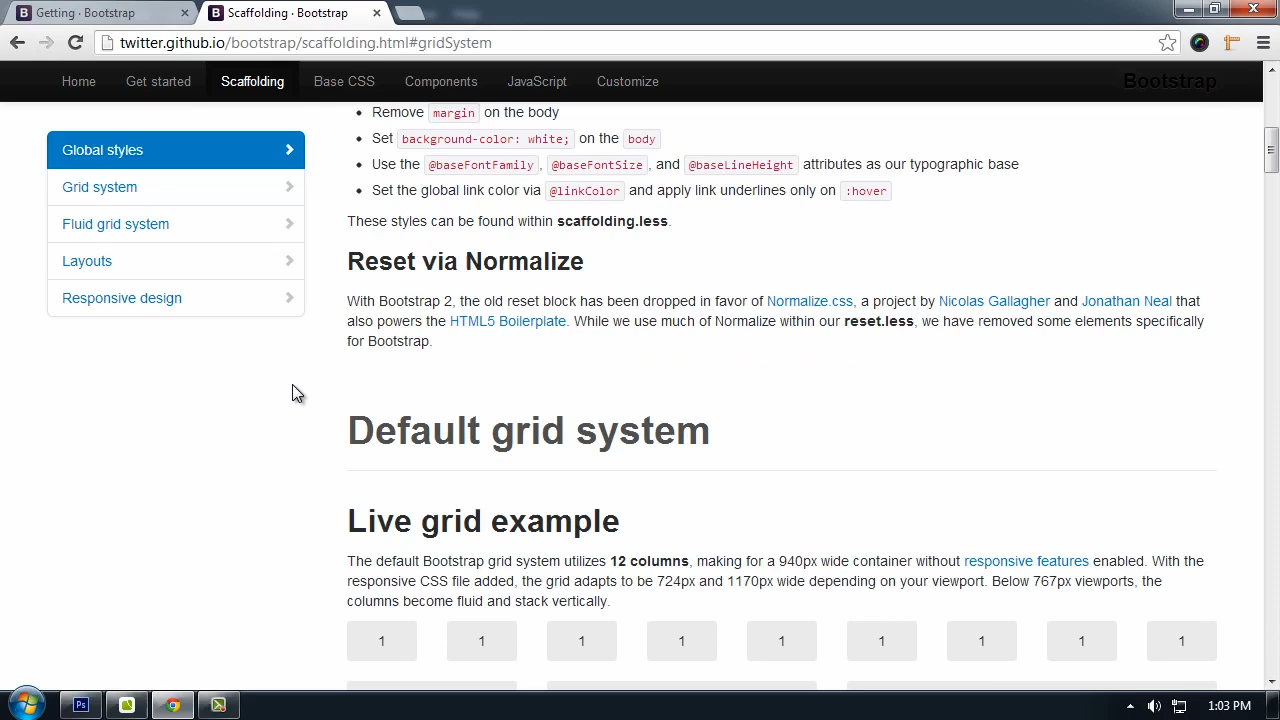 Getting · Bootstrap
Scaffolding · Bootstrap
twitter.github.io/bootstrap/scaffolding.html#gridSystem
Home Get started Scaffolding Base CSS Components JavaScript Customize Bootstrap
Global styles
Grid system
Fluid grid system
Layouts
Responsive design
Remove margin on the body
Set background-color: white; on the body
Use the @baseFontFamily, @baseFontSize, and @baseLineHeight attributes as our typographic base
Set the global link color via @linkColor and apply link underlines only on :hover
These styles can be found within scaffolding.less.
Reset via Normalize
With Bootstrap 2, the old reset block has been dropped in favor of Normalize.css, a project by Nicolas Gallagher and Jonathan Neal that
also powers the HTML5 Boilerplate. While we use much of Normalize within our reset.less, we have removed some elements specifically
for Bootstrap.
Default grid system
Live grid example
The default Bootstrap grid system utilizes 12 columns, making for a 940px wide container without responsive features enabled. With the
responsive CSS file added, the grid adapts to be 724px and 1170px wide depending on your viewport. Below 767px viewports, the
columns become fluid and stack vertically.
1 1 1 1 1 1 1 1 1
Ps
1:03 PM